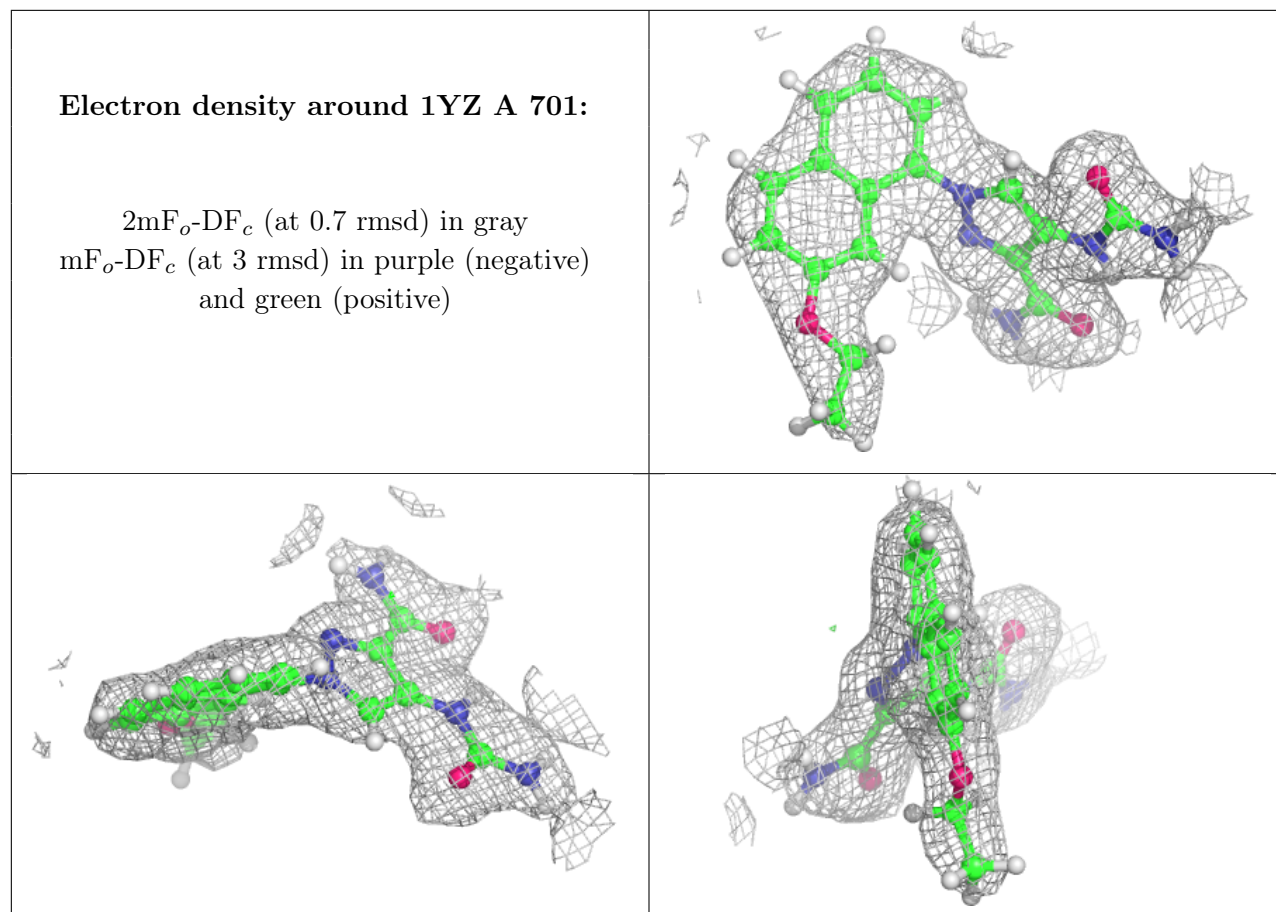 Electron density around 1YZ A 701:
2mFo-DFc (at 0.7 rmsd) in gray
mFo-DFc (at 3 rmsd) in purple (negative)
and green (positive)